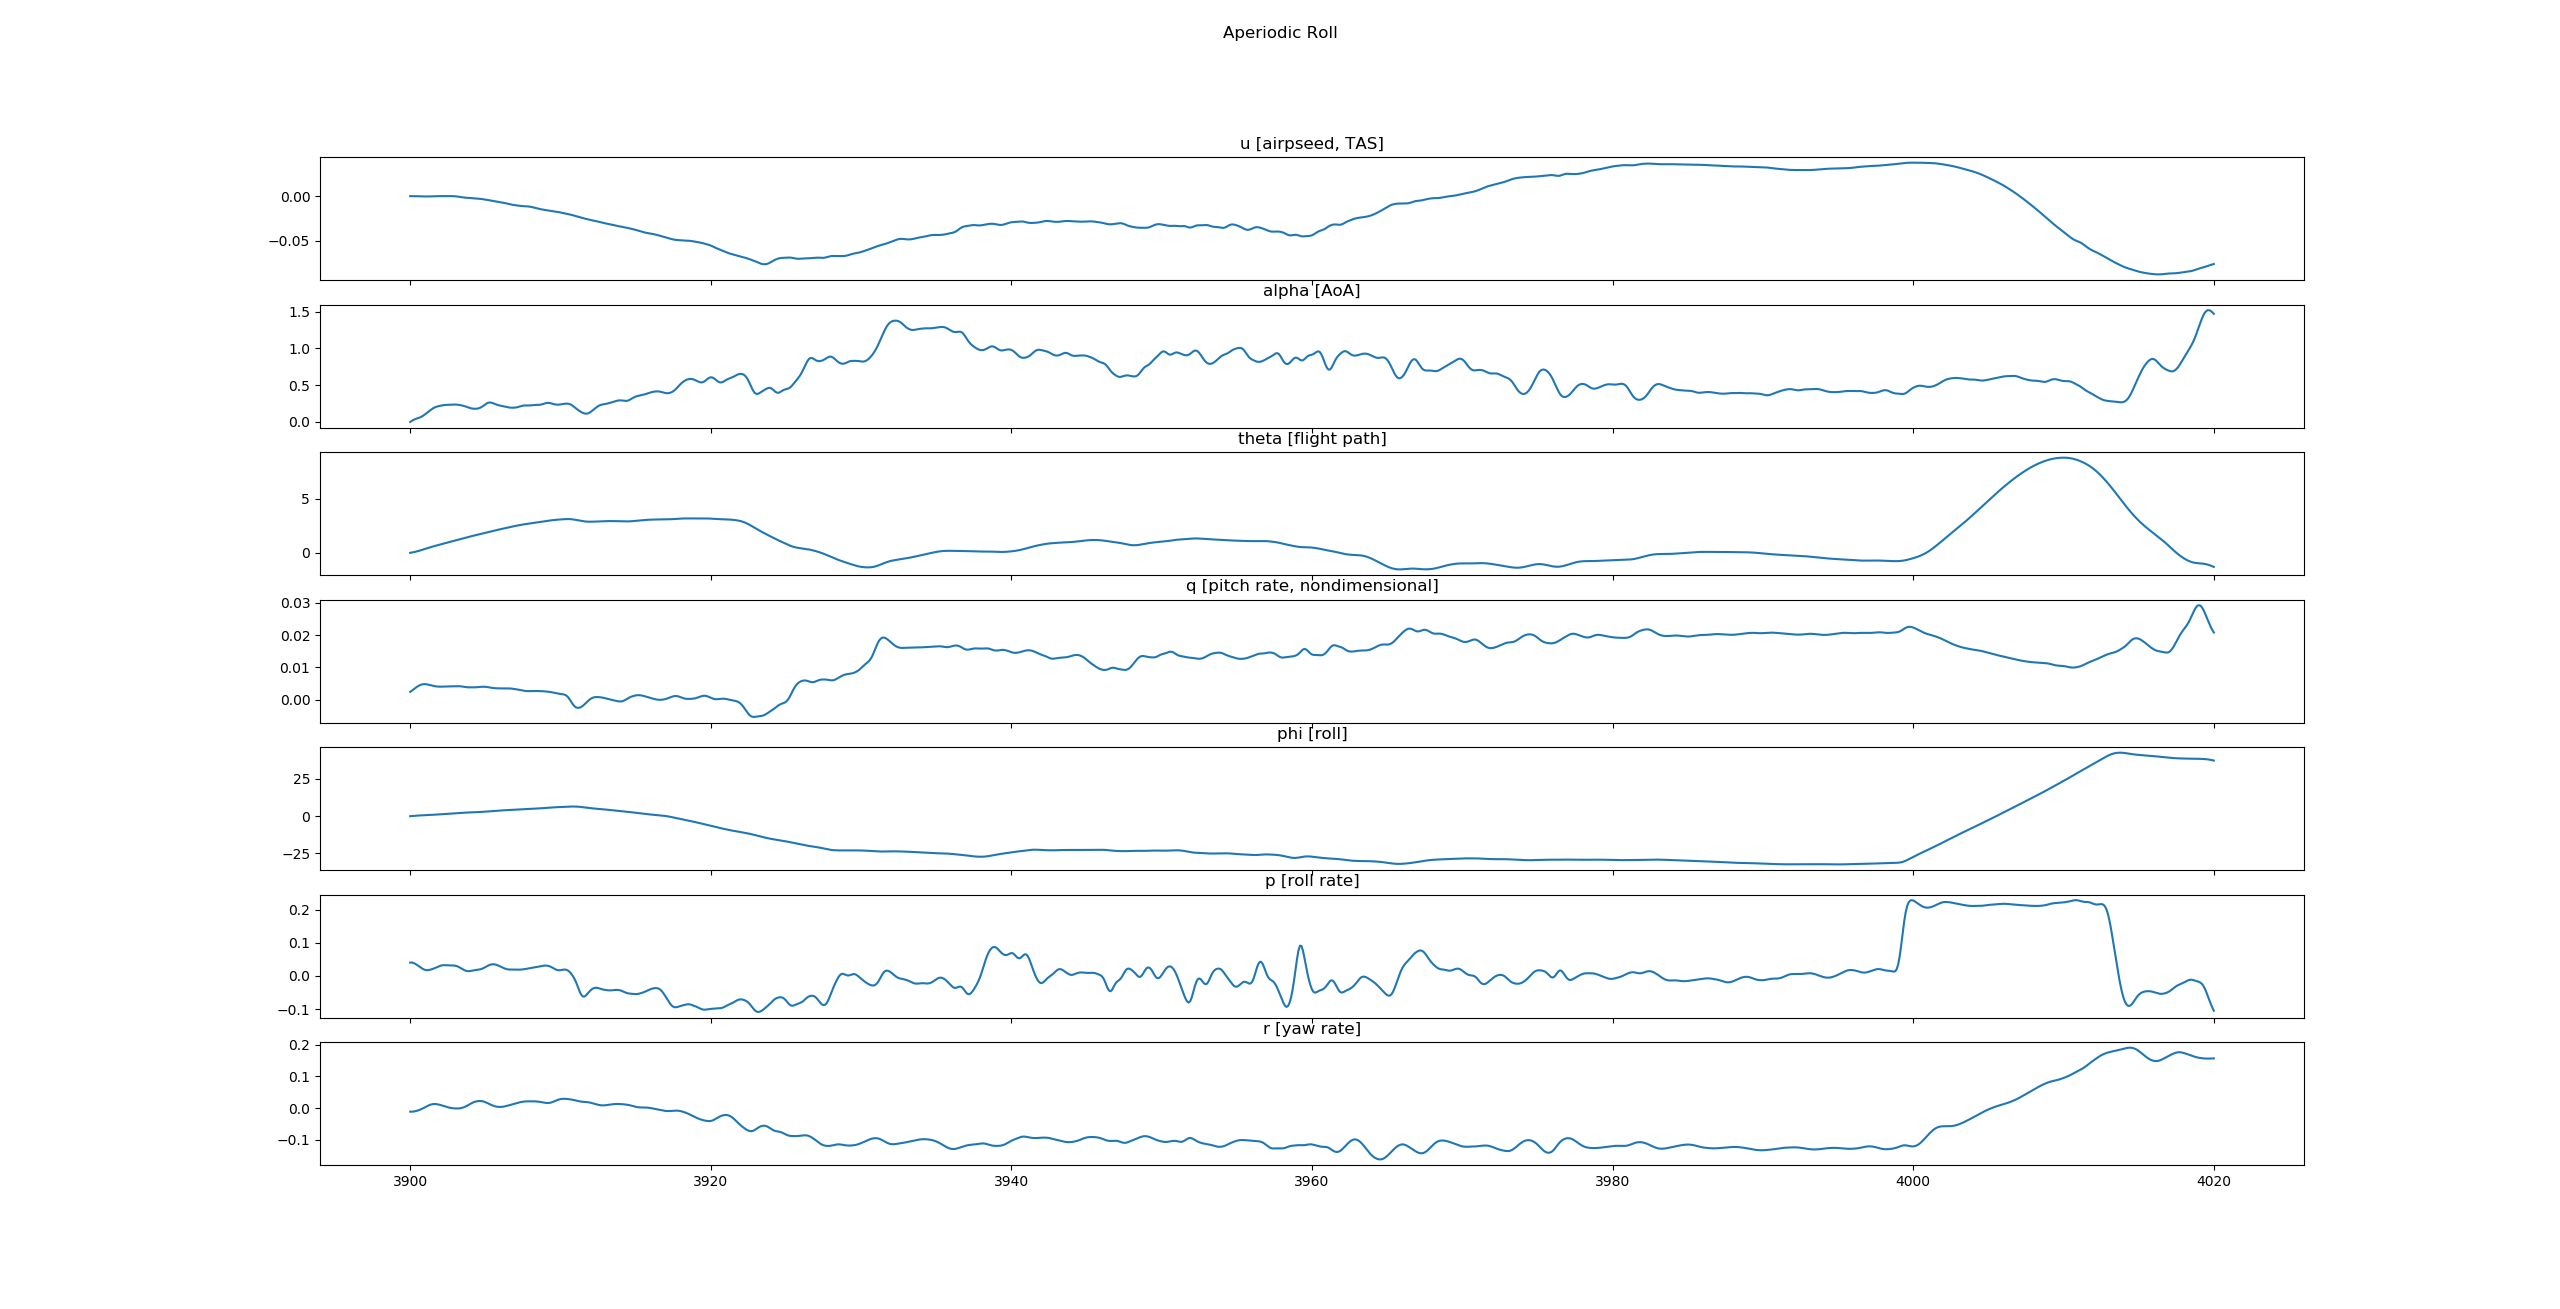 Aperiodic Roll
u [airpseed, TAS]
0.00
−0.05
alpha [AoA]
1.5
1.0
0.5
0.0
theta [flight path]
5
0
q [pitch rate, nondimensional]
0.03
0.02
0.01
0.00
phi [roll]
25
0
−25
p [roll rate]
0.2
0.1
0.0
−0.1
r [yaw rate]
0.2
0.1
0.0
−0.1
3900 3920 3940 3960 3980 4000 4020